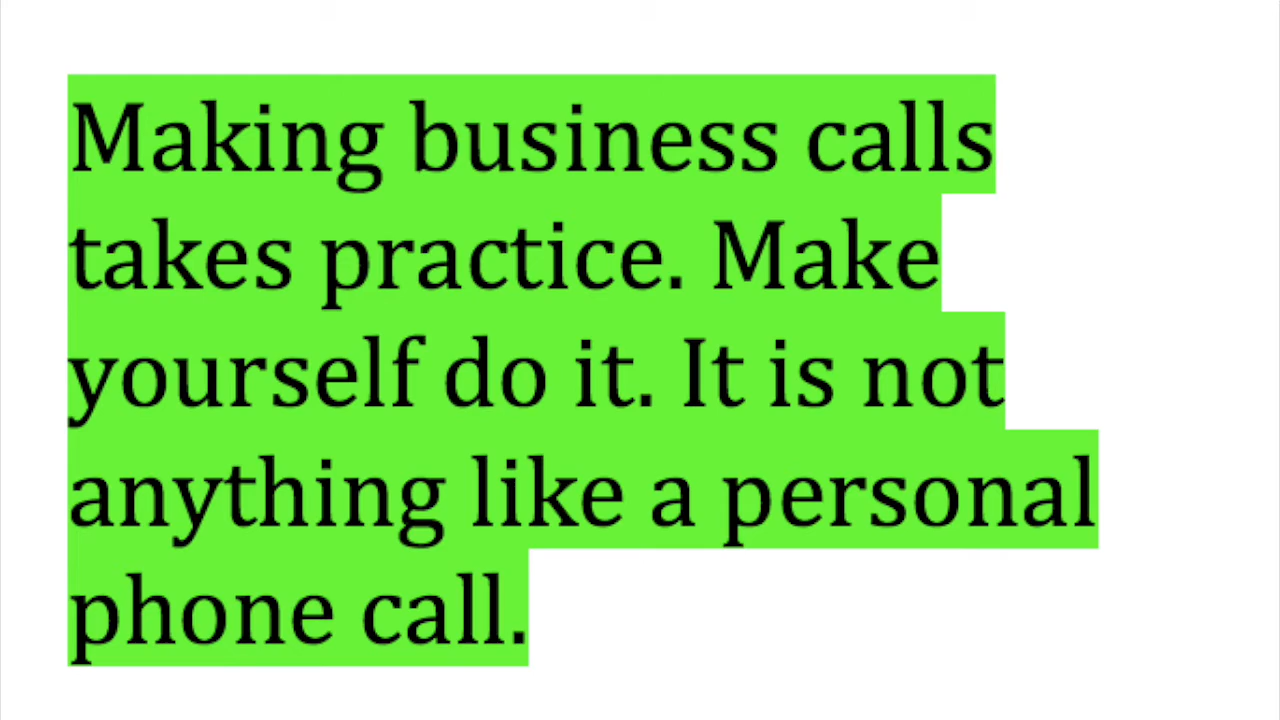 Making business calls
takes practice. Make
yourself do it. It is not
anything like a personal
phone call.